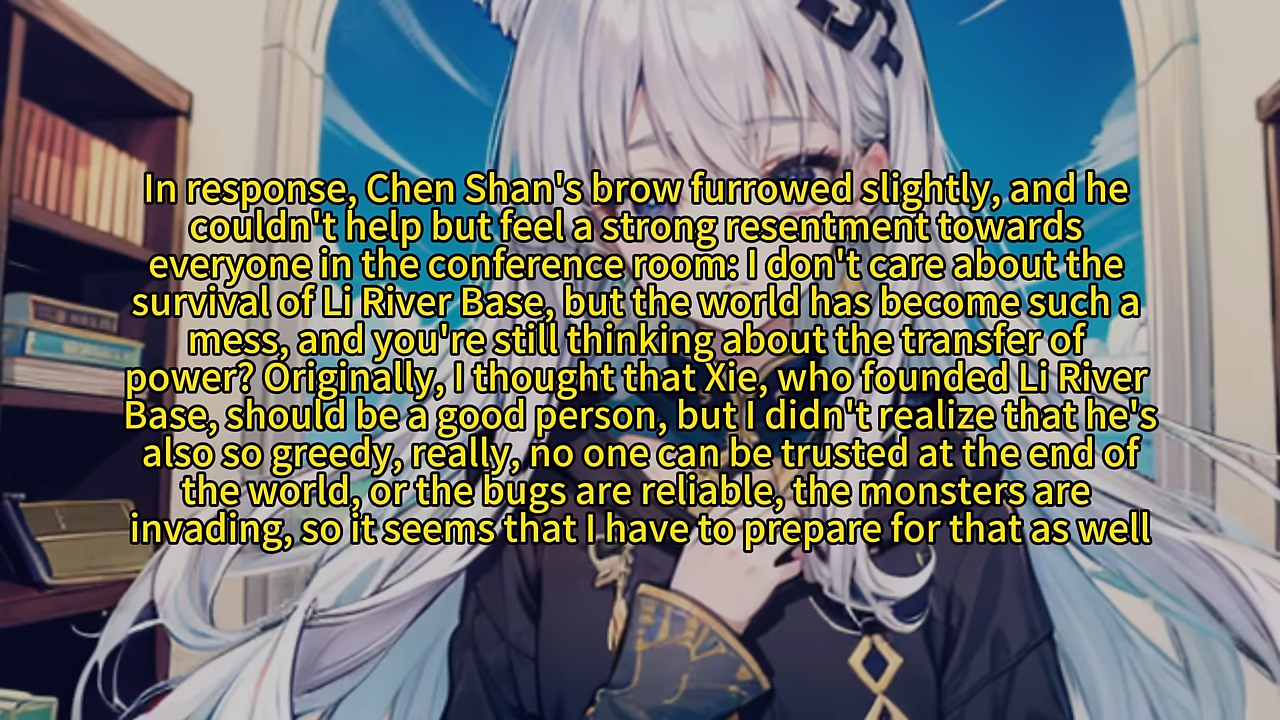 In response, Chen Shan's brow furrowed slightly, and he
couldn't help but feel a strong resentment towards
everyone in the conference room: I don't care about the
survival of Li River Base, but the world has become such a
mess, and you're still thinking about the transfer of
power? Originally, I thought that Xie, who founded Li River
Base, should be a good person, but I didn't realize that he's
also so greedy, really, no one can be trusted at the end of
the world, or the bugs are reliable, the monsters are
invading, so it seems that I have to prepare for that as well